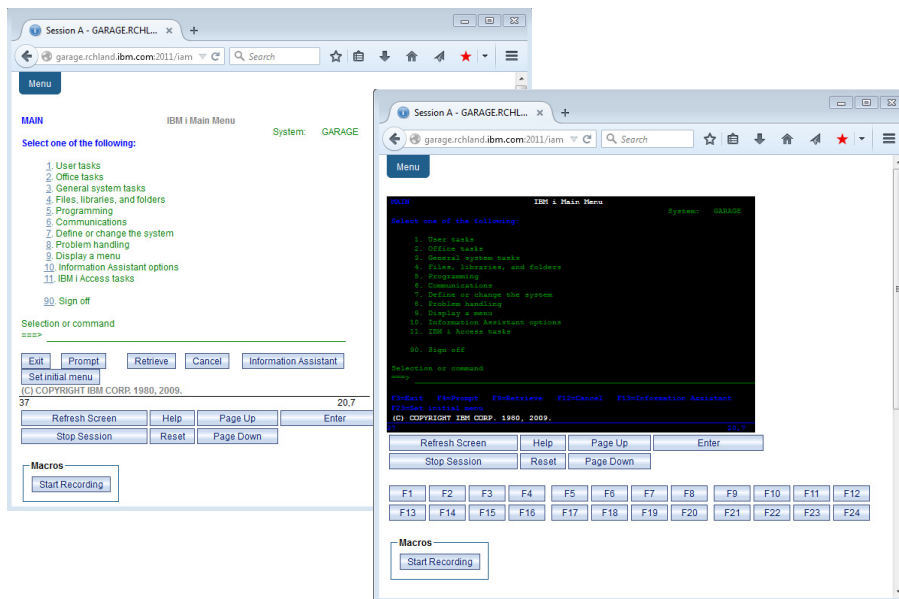 Session A - GARAGE.RCHL... × +
garage.rchland.ibm.com:2011/iam Search
Menu
MAIN IBM i Main Menu
System: GARAGE
Select one of the following:
1. User tasks
2. Office tasks
3. General system tasks
4. Files, libraries, and folders
5. Programming
6. Communications
7. Define or change the system
8. Problem handling
9. Display a menu
10. Information Assistant options
11. IBM i Access tasks
90. Sign off
Selection or command
===>
Exit Prompt Retrieve Cancel Information Assistant
Set initial menu
(C) COPYRIGHT IBM CORP. 1980, 2009.
37 20,7
Refresh Screen Help Page Up Enter
Stop Session Reset Page Down
Macros
Start Recording
Session A - GARAGE.RCHL... × +
garage.rchland.ibm.com:2011/iam Search
Menu
MAIN IBM i Main Menu
System: GARAGE
Select one of the following:
1. User tasks
2. Office tasks
3. General system tasks
4. Files, libraries, and folders
5. Programming
6. Communications
7. Define or change the system
8. Problem handling
9. Display a menu
10. Information Assistant options
11. IBM i Access tasks
90. Sign off
Selection or command
===>
F3=Exit F4=Prompt F9=Retrieve F12=Cancel F13=Information Assistant
F23=Set initial menu
(C) COPYRIGHT IBM CORP. 1980, 2009.
20,7
Refresh Screen Help Page Up Enter
Stop Session Reset Page Down
F1 F2 F3 F4 F5 F6 F7 F8 F9 F10 F11 F12
F13 F14 F15 F16 F17 F18 F19 F20 F21 F22 F23 F24
Macros
Start Recording